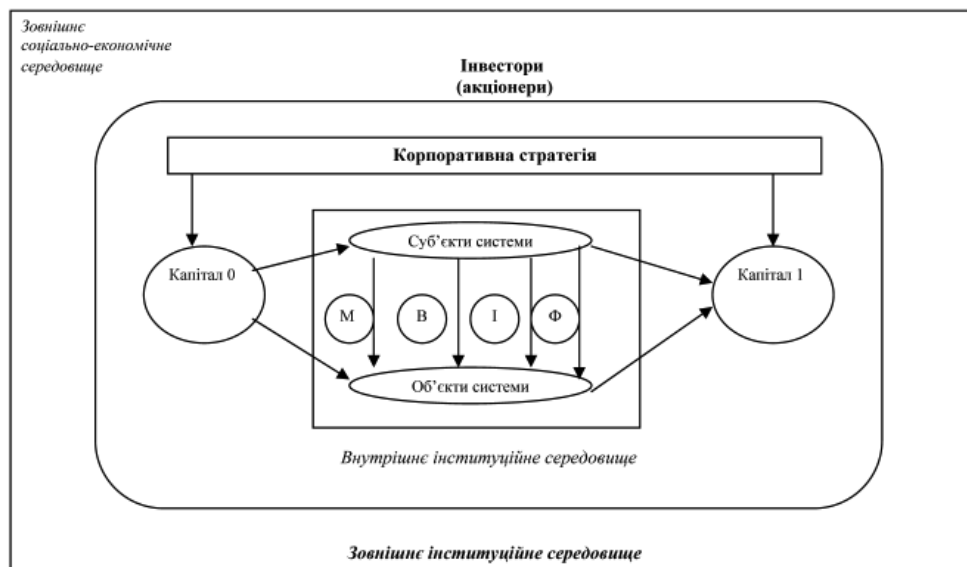 Зовнішнє
соціально-економічне
середовище
Інвестори
(акціонери)
Корпоративна стратегія
Суб’єкти системи
Капітал 0
Капітал 1
М
В
І
Ф
Об’єкти системи
Внутрішнє інституційне середовище
Зовнішнє інституційне середовище